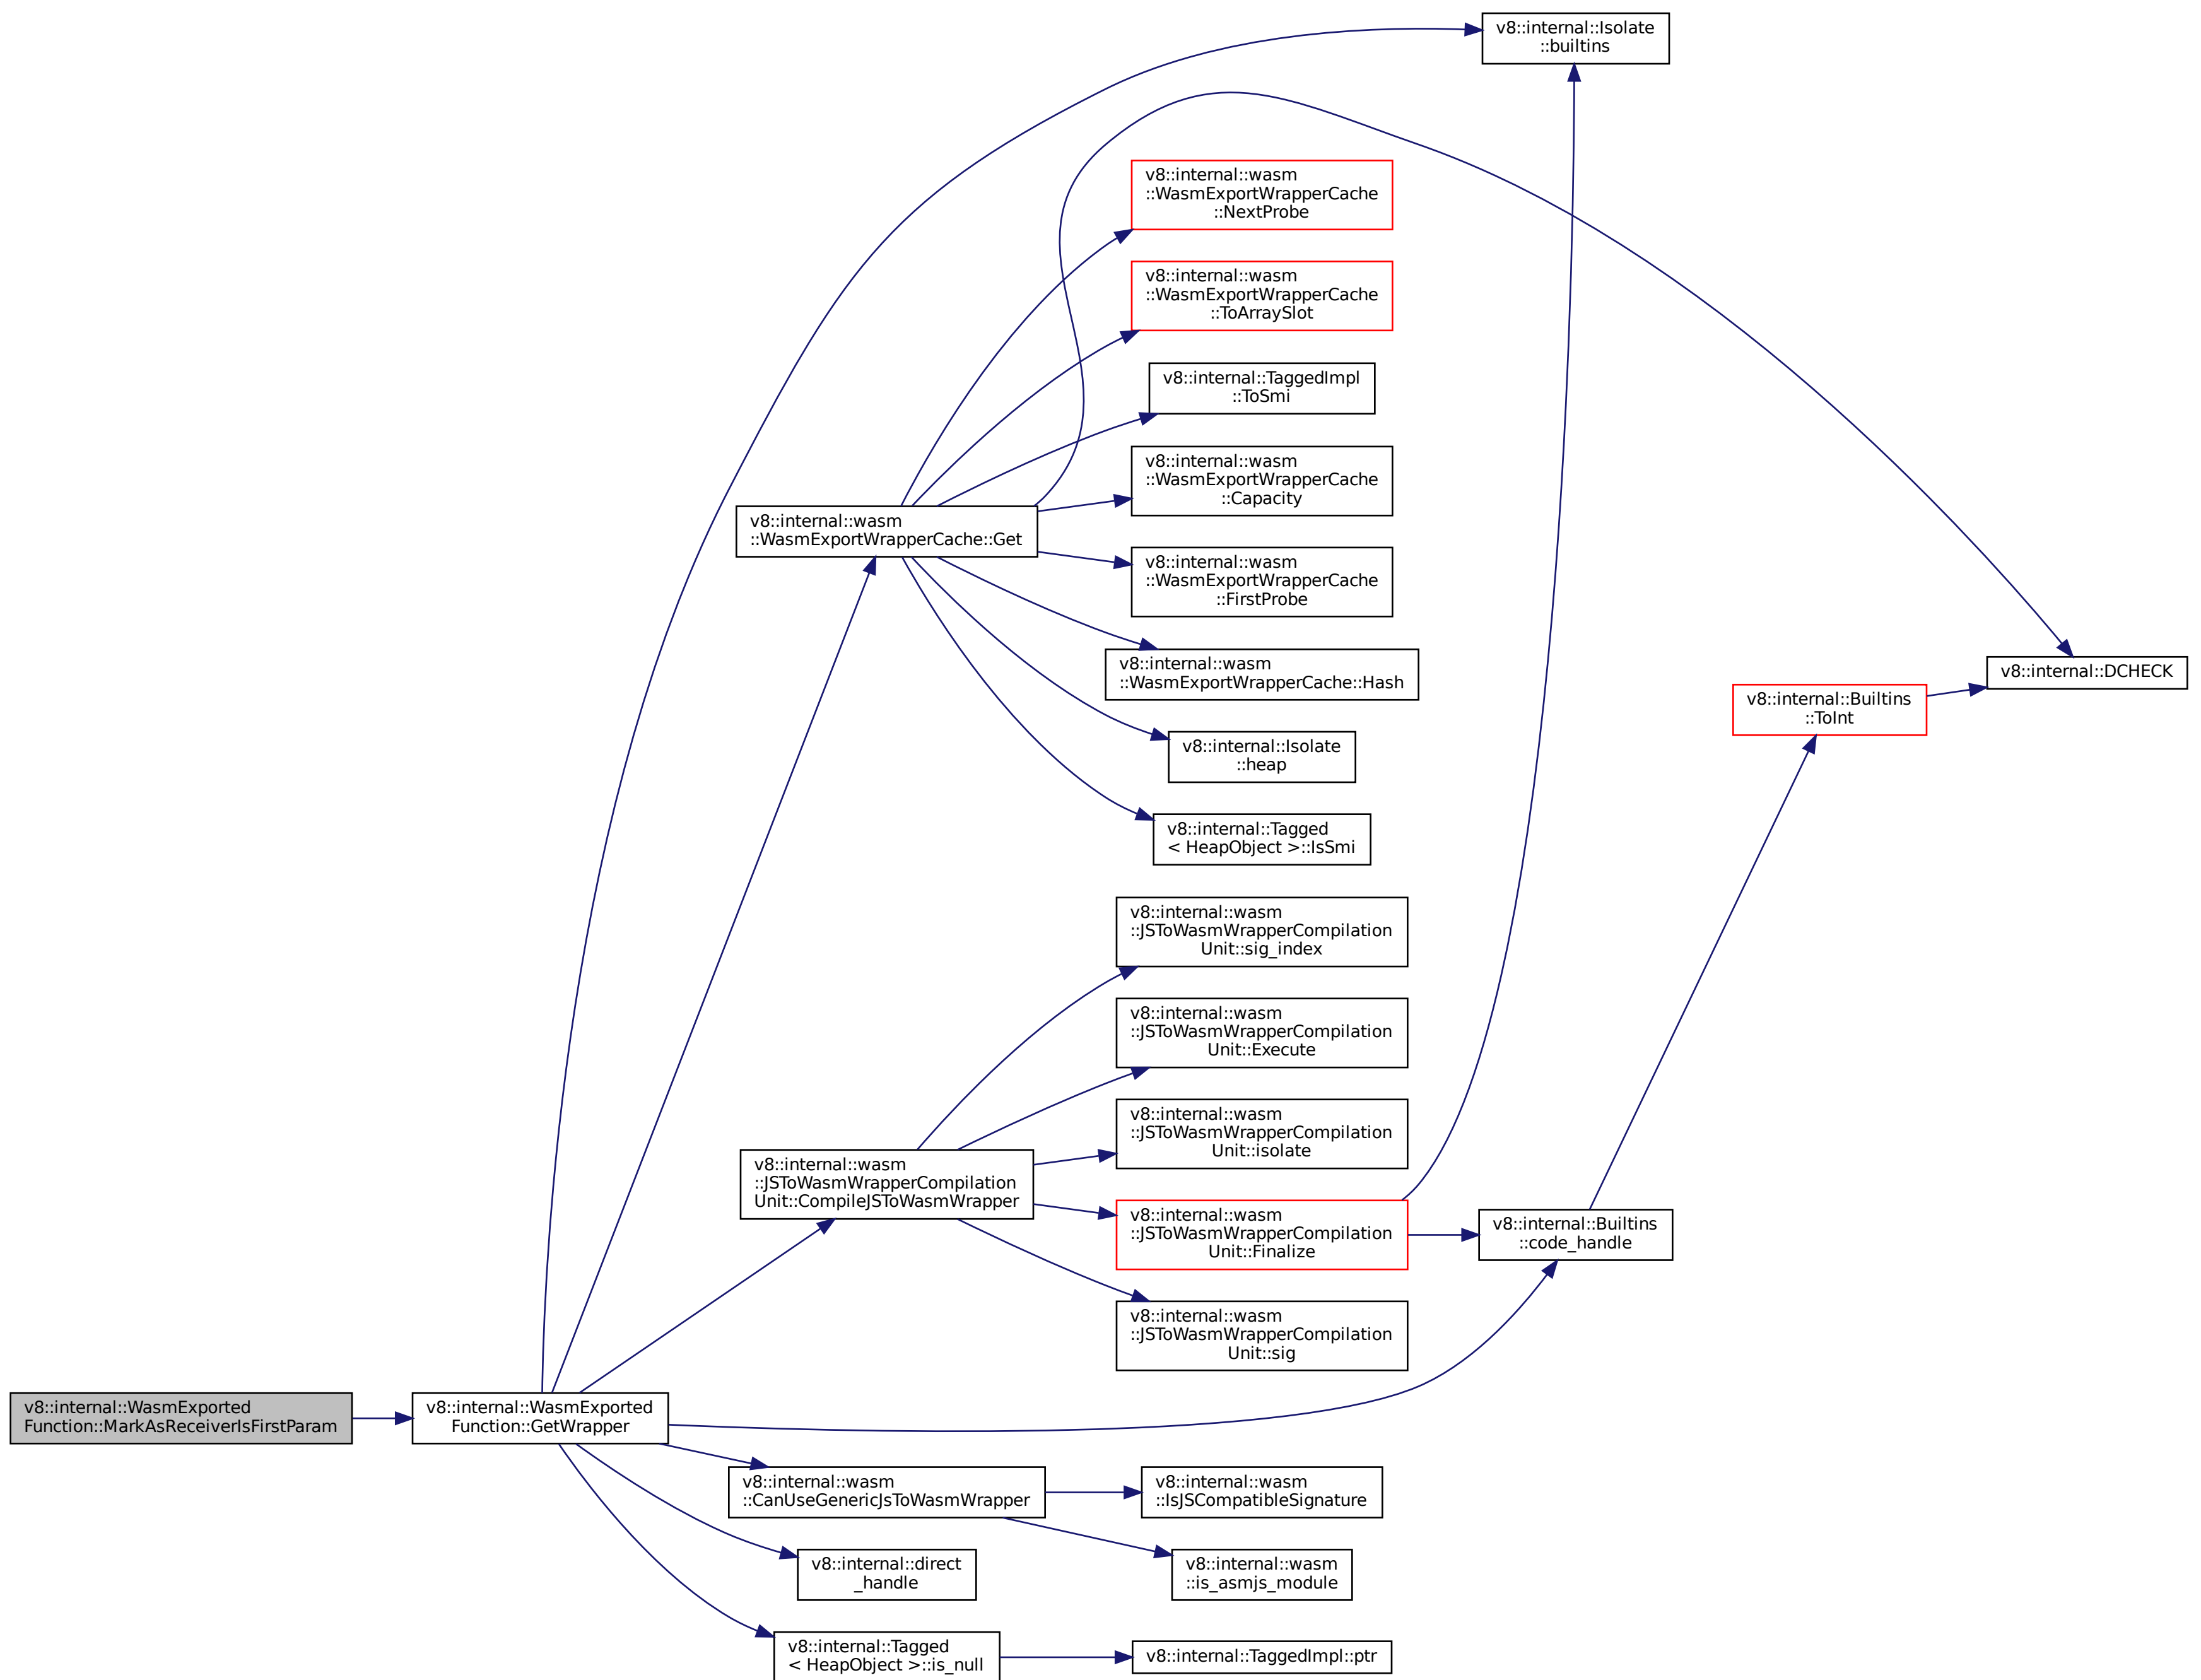 v8::internal::Isolate
::builtins
v8::internal::wasm
::WasmExportWrapperCache
::NextProbe
v8::internal::wasm
::WasmExportWrapperCache
::ToArraySlot
v8::internal::TaggedImpl
::ToSmi
v8::internal::wasm
::WasmExportWrapperCache
::Capacity
v8::internal::wasm
::WasmExportWrapperCache::Get
v8::internal::wasm
::WasmExportWrapperCache
::FirstProbe
v8::internal::wasm
::WasmExportWrapperCache::Hash
v8::internal::DCHECK
v8::internal::Builtins
::ToInt
v8::internal::Isolate
::heap
v8::internal::Tagged
< HeapObject >::IsSmi
v8::internal::wasm
::JSToWasmWrapperCompilation
Unit::sig_index
v8::internal::wasm
::JSToWasmWrapperCompilation
Unit::Execute
v8::internal::wasm
::JSToWasmWrapperCompilation
Unit::isolate
v8::internal::wasm
::JSToWasmWrapperCompilation
Unit::CompileJSToWasmWrapper
v8::internal::wasm
::JSToWasmWrapperCompilation
Unit::Finalize
v8::internal::Builtins
::code_handle
v8::internal::wasm
::JSToWasmWrapperCompilation
Unit::sig
v8::internal::WasmExported
Function::MarkAsReceiverIsFirstParam
v8::internal::WasmExported
Function::GetWrapper
v8::internal::wasm
::CanUseGenericJsToWasmWrapper
v8::internal::wasm
::IsJSCompatibleSignature
v8::internal::direct
_handle
v8::internal::wasm
::is_asmjs_module
v8::internal::Tagged
< HeapObject >::is_null
v8::internal::TaggedImpl::ptr